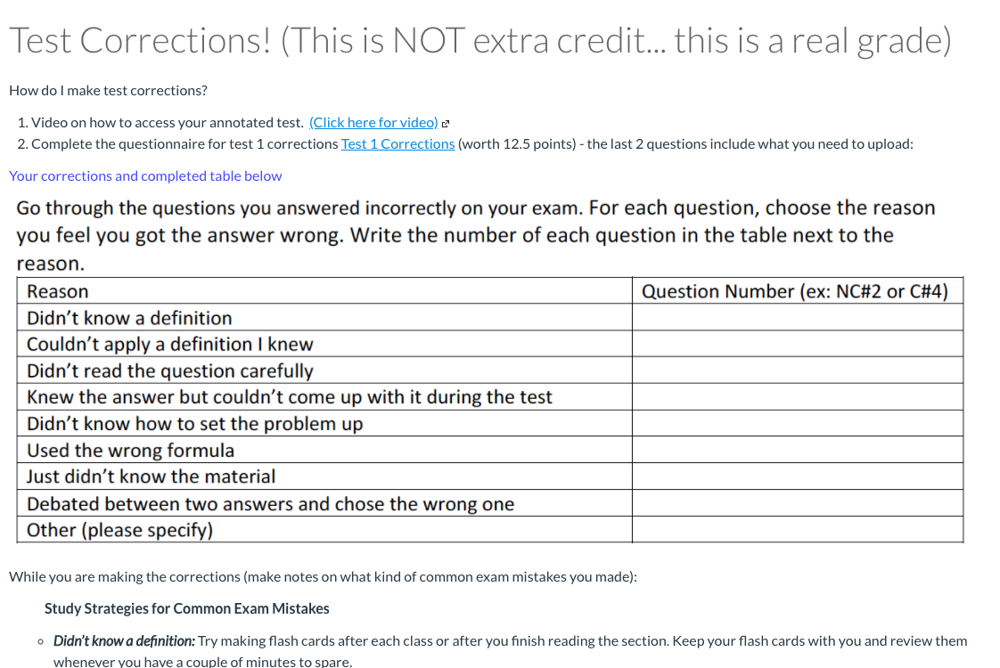 Test Corrections! (This is NOT extra credit... this is a real grade)
How do I make test corrections?
1. Video on how to access your annotated test. (Click here for video)
2. Complete the questionnaire for test 1 corrections Test 1 Corrections (worth 12.5 points) - the last 2 questions include what you need to upload:
Your corrections and completed table below
Go through the questions you answered incorrectly on your exam. For each question, choose the reason
you feel you got the answer wrong. Write the number of each question in the table next to the
reason.
Reason Question Number (ex: NC#2 or C#4)
Didn't know a definition
Couldn't apply a definition I knew
Didn't read the question carefully
Knew the answer but couldn't come up with it during the test
Didn't know how to set the problem up
Used the wrong formula
Just didn't know the material
Debated between two answers and chose the wrong one
Other (please specify)
While you are making the corrections (make notes on what kind of common exam mistakes you made):
Study Strategies for Common Exam Mistakes
Didn't know a definition: Try making flash cards after each class or after you finish reading the section. Keep your flash cards with you and review them
whenever you have a couple of minutes to spare.